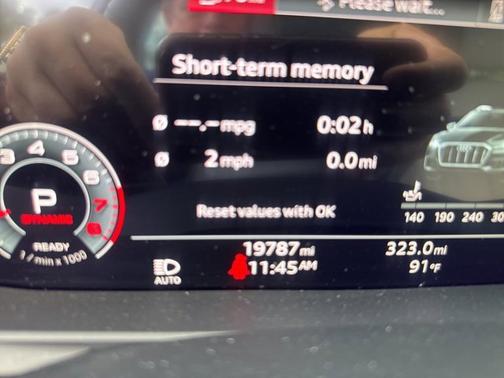 Please wait...
Short-term memory
Ø --.- mpg 0:02 h
Ø 2 mph 0.0 mi
Reset values with OK
3 4 5 6 7 8
P
DYNAMIC
READY
1/min x 1000
140 190 240
19787 mi 323.0 mi
AUTO 11:45 AM 91 °F